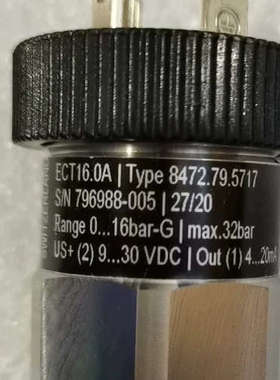 ECT16.0A | Type 8472.79.5717
S/N 796988-005 | 27/20
Range 0...16bar-G | max.32bar
US+ (2) 9...30 VDC | Out (1) 4...20mA